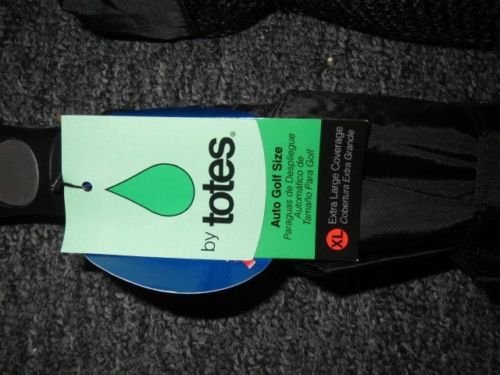 by totes®
Auto Golf Size
Paraguas de Despliegue
Automático de
Tamaño Para Golf
XL Extra Large Coverage
Cobertura Extra Grande